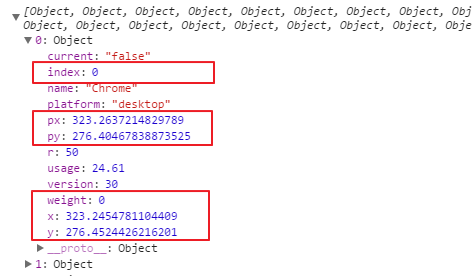 [Object, Object, Object, Object, Object, Object, Object, Object, Obj
Object, Object, Object, Object, Object, Object, Object, Object, Obje
0: Object
current: "false"
index: 0
name: "Chrome"
platform: "desktop"
px: 323.2637214829789
py: 276.40467838873525
r: 50
usage: 24.61
version: 30
weight: 0
x: 323.2454781104409
y: 276.4524426216201
__proto__: Object
1: Object